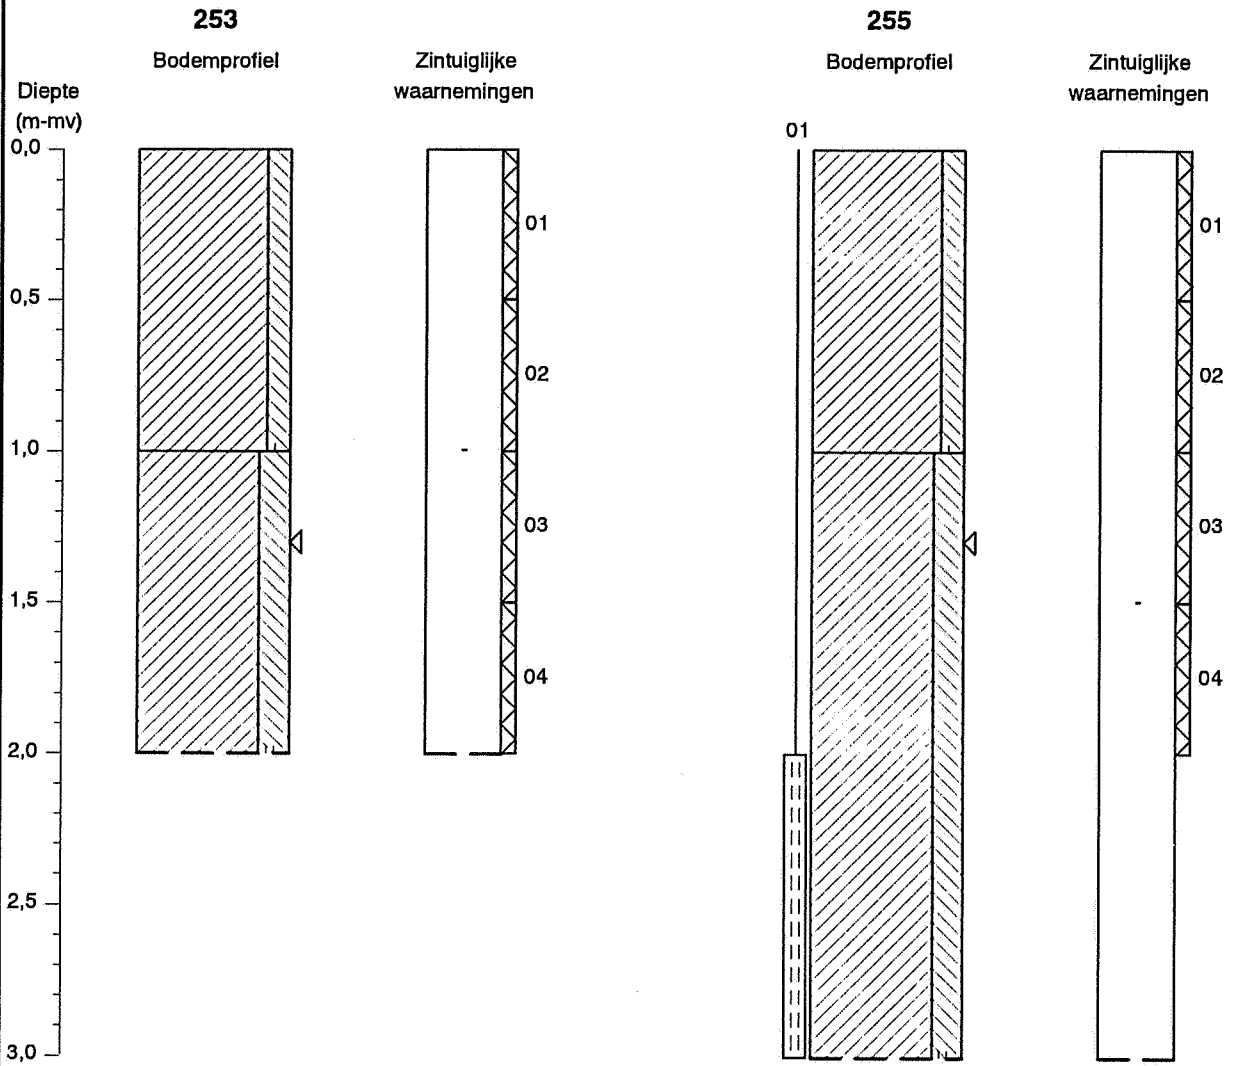 253
Bodemprofiel
Zintuiglijke
waarnemingen
Diepte
(m-mv)
0,0
0,5
1,0
1,5
2,0
2,5
3,0
01
02
-
03
04
255
Bodemprofiel
Zintuiglijke
waarnemingen
01
01
02
03
-
04